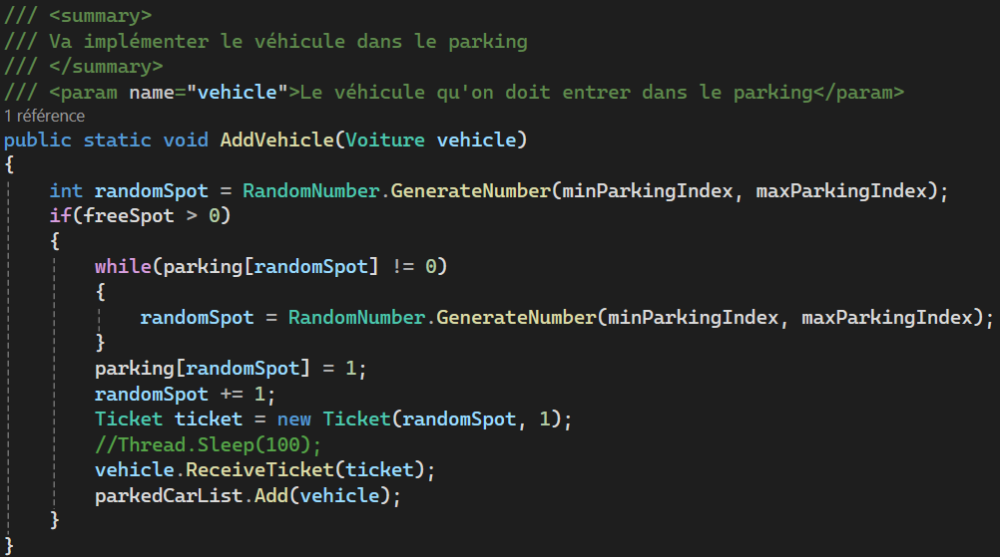 /// <summary>
/// Va implémenter le véhicule dans le parking
/// </summary>
/// <param name="vehicle">Le véhicule qu'on doit entrer dans le parking</param>
1 référence
public static void AddVehicle(Voiture vehicle)
{
int randomSpot = RandomNumber.GenerateNumber(minParkingIndex, maxParkingIndex);
if(freeSpot > 0)
{
while(parking[randomSpot] != 0)
{
randomSpot = RandomNumber.GenerateNumber(minParkingIndex, maxParkingIndex);
}
parking[randomSpot] = 1;
randomSpot += 1;
Ticket ticket = new Ticket(randomSpot, 1);
//Thread.Sleep(100);
vehicle.ReceiveTicket(ticket);
parkedCarList.Add(vehicle);
}
}